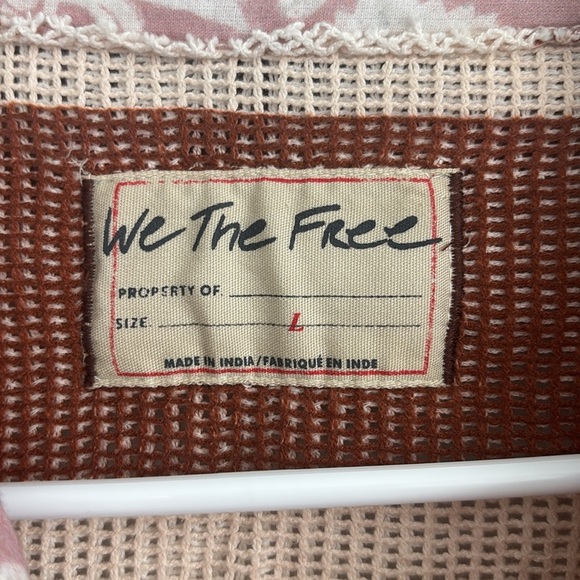 We The Free
PROPERTY OF
SIZE L
MADE IN INDIA/FABRIQUÉ EN INDE